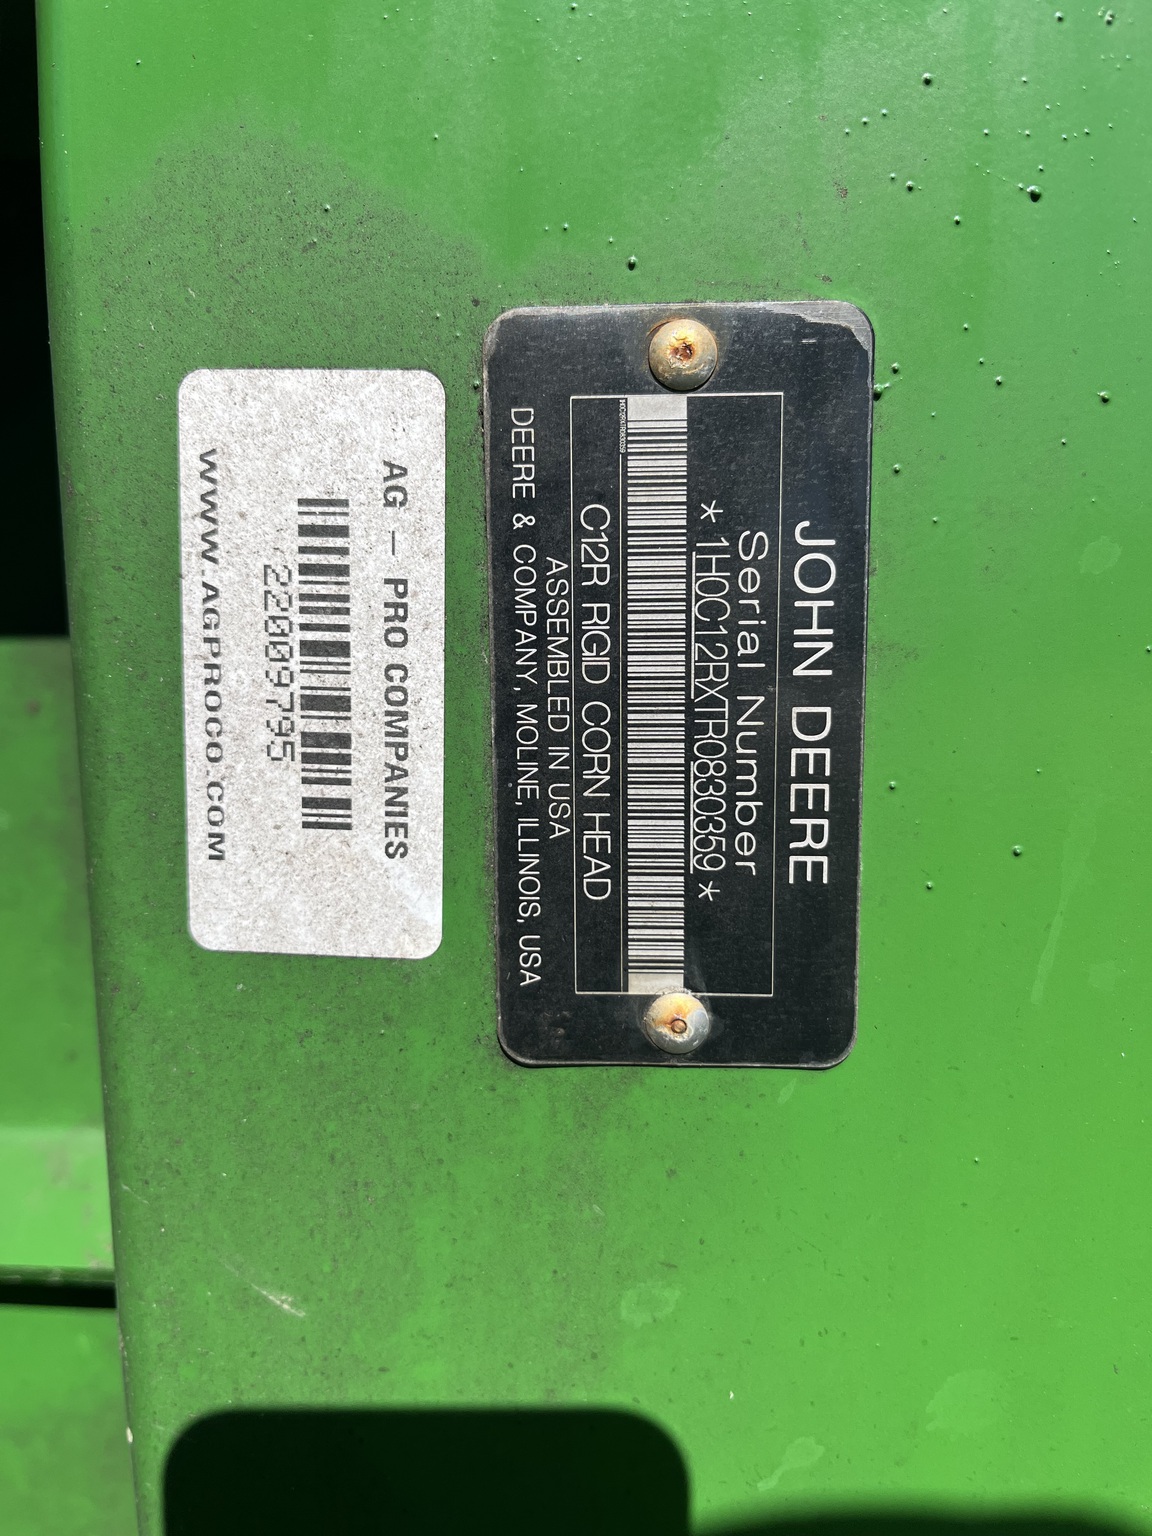 JOHN DEERE
Serial Number
*1H0C12RXTR0830359*
1H0C12RXTR0830359
C12R RIGID CORN HEAD
ASSEMBLED IN USA
DEERE & COMPANY, MOLINE, ILLINOIS, USA
AG — PRO COMPANIES
22009795
WWW.AGPROCO.COM